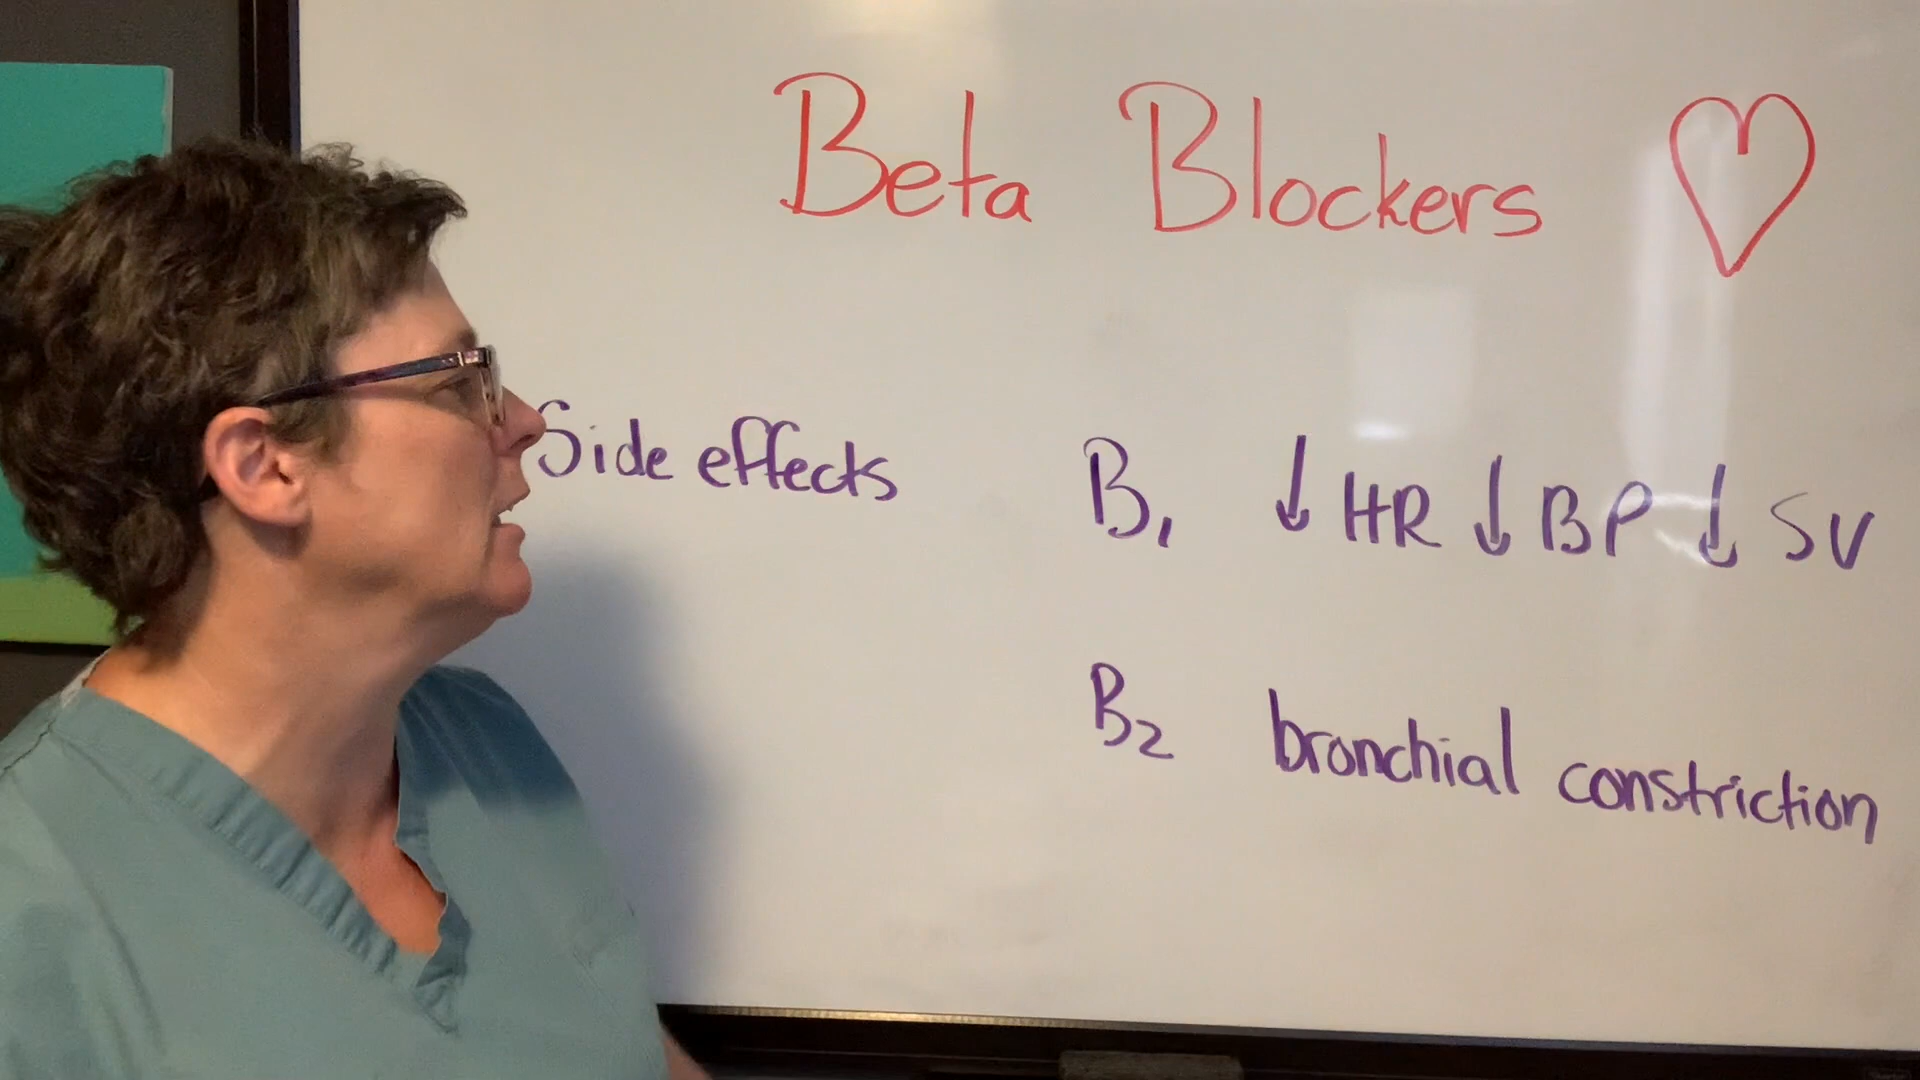 Beta Blockers
Side effects
B1 ↓ HR ↓ BP ↓ SV
B2 bronchial constriction